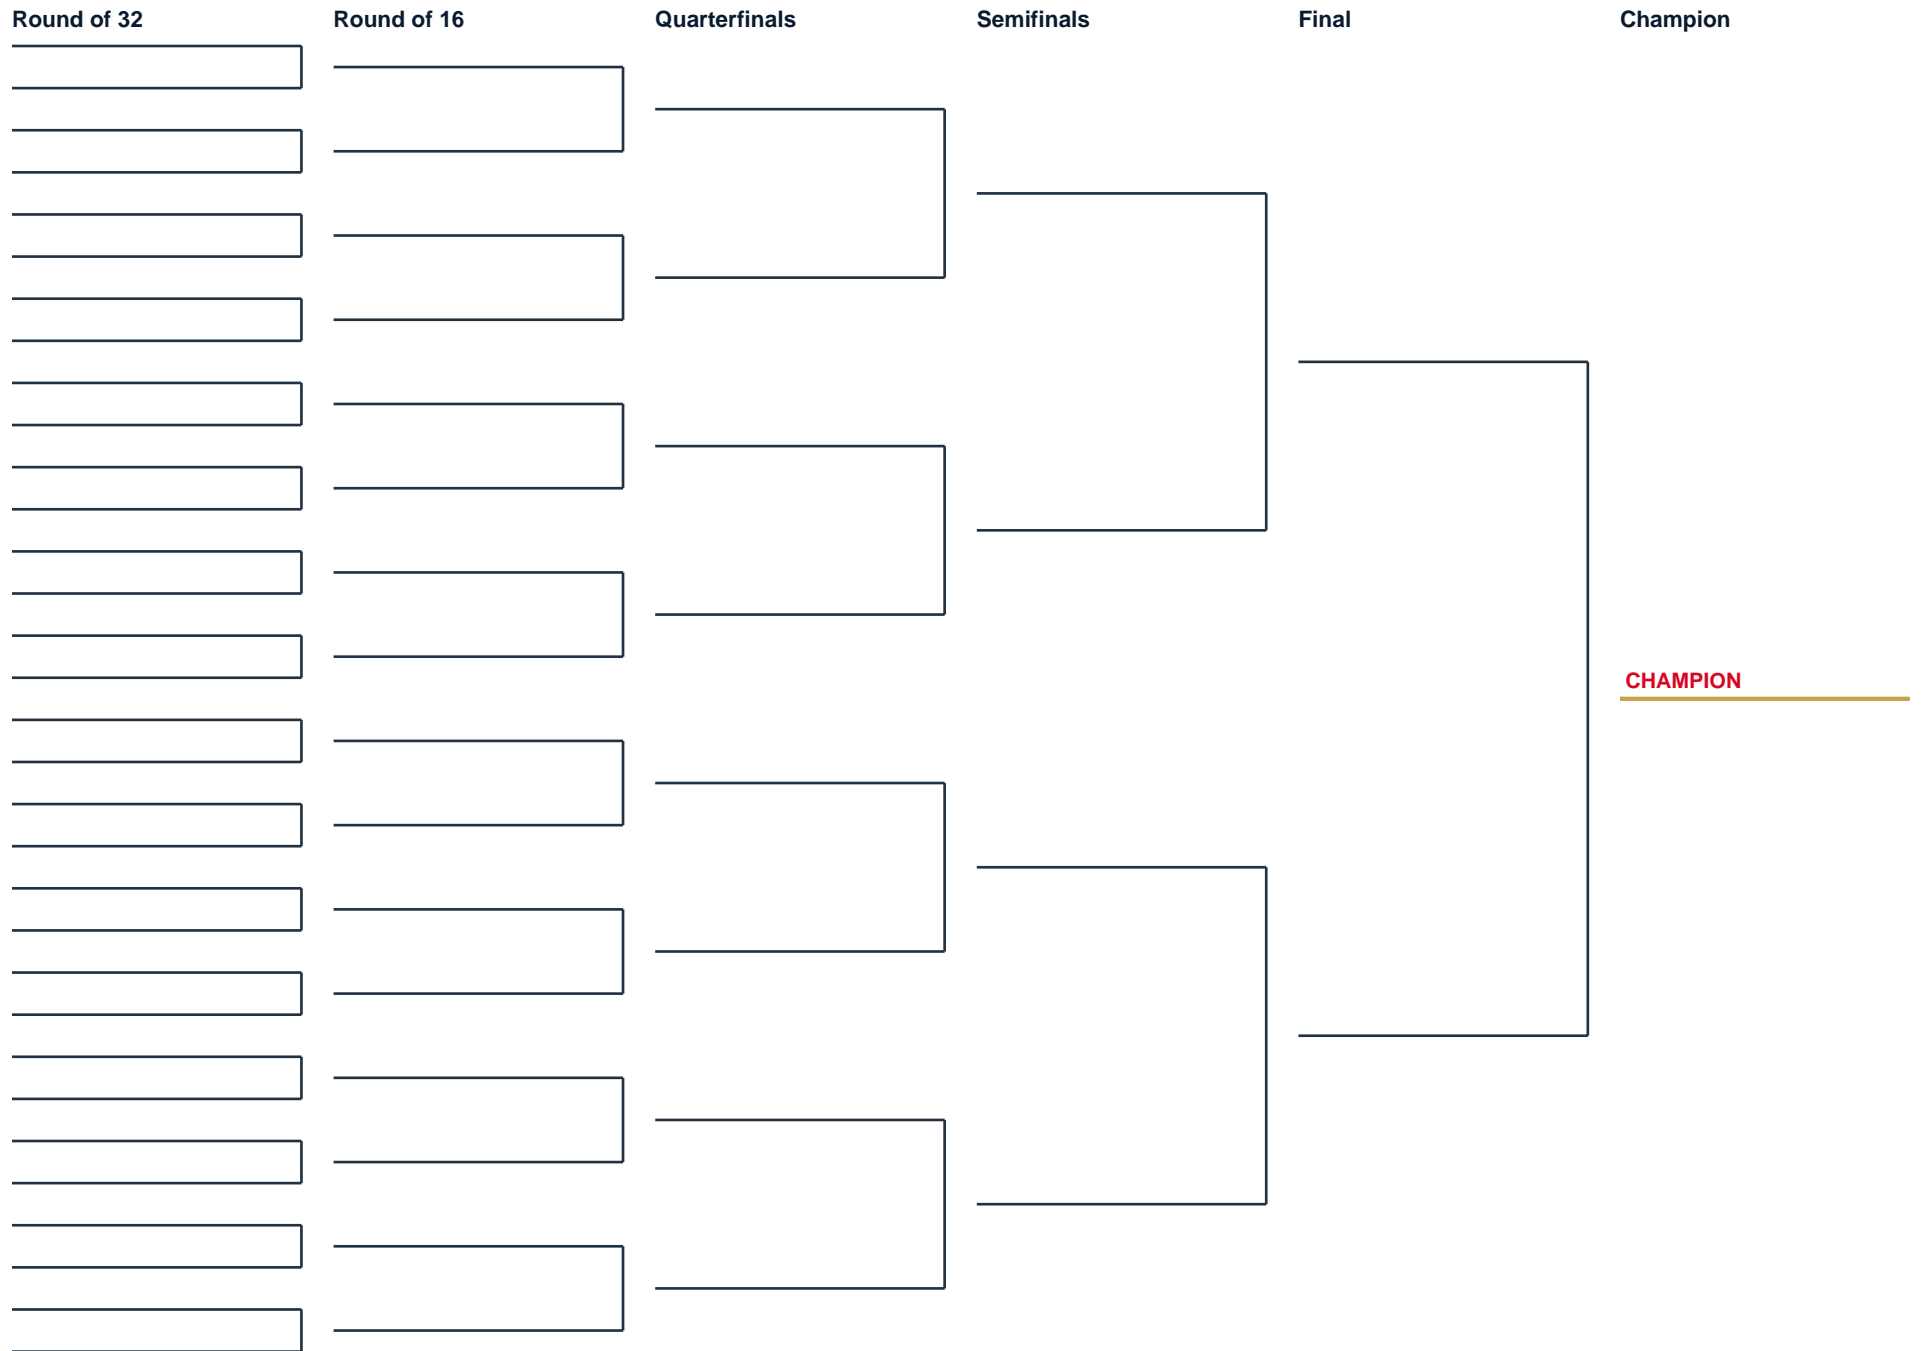 Round of 32
Round of 16
Quarterfinals
Semifinals
Final
Champion
CHAMPION